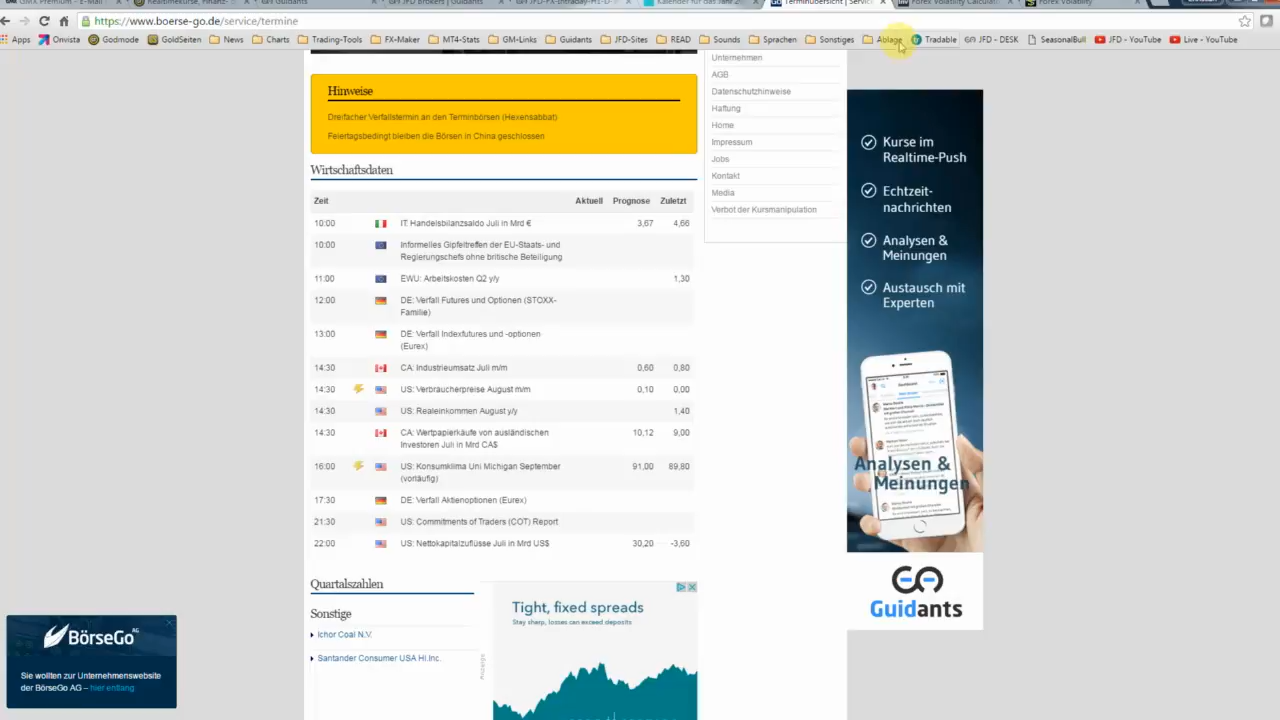 https://www.boerse-go.de/service/termine
Apps Onvista Godmode GoldSeiten News Charts Trading-Tools FX-Maker MT4-Stats GM-Links Guidants JFD-Sites READ Sounds Sprachen Sonstiges Ablage Tradable JFD - DESK SeasonalBull JFD - YouTube Live - YouTube
Hinweise
Dreifacher Verfallstermin an den Terminbörsen (Hexensabbat)
Feiertagsbedingt bleiben die Börsen in China geschlossen
Wirtschaftsdaten
Zeit Aktuell Prognose Zuletzt
10:00 IT: Handelsbilanzsaldo Juli in Mrd € 3,67 4,66
10:00 Informelles Gipfeltreffen der EU-Staats- und
Regierungschefs ohne britische Beteiligung
11:00 EWU: Arbeitskosten Q2 y/y 1,30
12:00 DE: Verfall Futures und Optionen (STOXX-
Familie)
13:00 DE: Verfall Indexfutures und -optionen
(Eurex)
14:30 CA: Industrieumsatz Juli m/m 0,60 0,80
14:30 US: Verbraucherpreise August m/m 0,10 0,00
14:30 US: Realeinkommen August y/y 1,40
14:30 CA: Wertpapierkäufe von ausländischen
Investoren Juli in Mrd CA$ 10,12 9,00
16:00 US: Konsumklima Uni Michigan September
(vorläufig) 91,00 89,80
17:30 DE: Verfall Aktienoptionen (Eurex)
21:30 US: Commitments of Traders (COT) Report
22:00 US: Nettokapitalzuflüsse Juli in Mrd US$ 30,20 -3,60
Quartalszahlen
Sonstige
Ichor Coal N.V.
Santander Consumer USA Hl.Inc.
Anzeige
Tight, fixed spreads
Stay sharp, losses can exceed deposits
BörseGo AG
Sie wollten zur Unternehmenswebsite
der BörseGo AG – hier entlang
Unternehmen
AGB
Datenschutzhinweise
Haftung
Home
Impressum
Jobs
Kontakt
Media
Verbot der Kursmanipulation
Kurse im
Realtime-Push
Echtzeit-
nachrichten
Analysen &
Meinungen
Austausch mit
Experten
Analysen &
Meinungen
Guidants